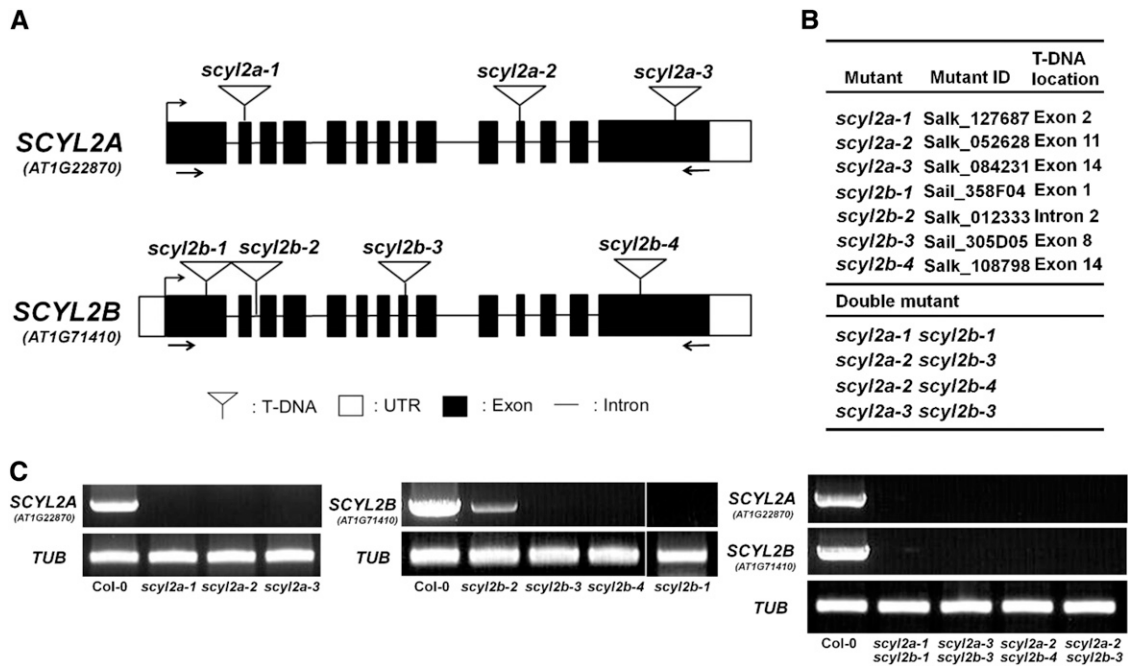 A
scyl2a-1 scyl2a-2 scyl2a-3
SCYL2A
(AT1G22870)
scyl2b-1 scyl2b-2 scyl2b-3 scyl2b-4
SCYL2B
(AT1G71410)
: T-DNA : UTR : Exon : Intron
B
Mutant Mutant ID T-DNA location
scyl2a-1 Salk_127687 Exon 2
scyl2a-2 Salk_052628 Exon 11
scyl2a-3 Salk_084231 Exon 14
scyl2b-1 Sail_358F04 Exon 1
scyl2b-2 Salk_012333 Intron 2
scyl2b-3 Sail_305D05 Exon 8
scyl2b-4 Salk_108798 Exon 14
Double mutant
scyl2a-1 scyl2b-1
scyl2a-2 scyl2b-3
scyl2a-2 scyl2b-4
scyl2a-3 scyl2b-3
C
SCYL2A
(AT1G22870)
TUB
Col-0 scyl2a-1 scyl2a-2 scyl2a-3
SCYL2B
(AT1G71410)
TUB
Col-0 scyl2b-2 scyl2b-3 scyl2b-4 scyl2b-1
SCYL2A
(AT1G22870)
SCYL2B
(AT1G71410)
TUB
Col-0 scyl2a-1 scyl2a-3 scyl2a-2 scyl2a-2
scyl2b-1 scyl2b-3 scyl2b-4 scyl2b-3